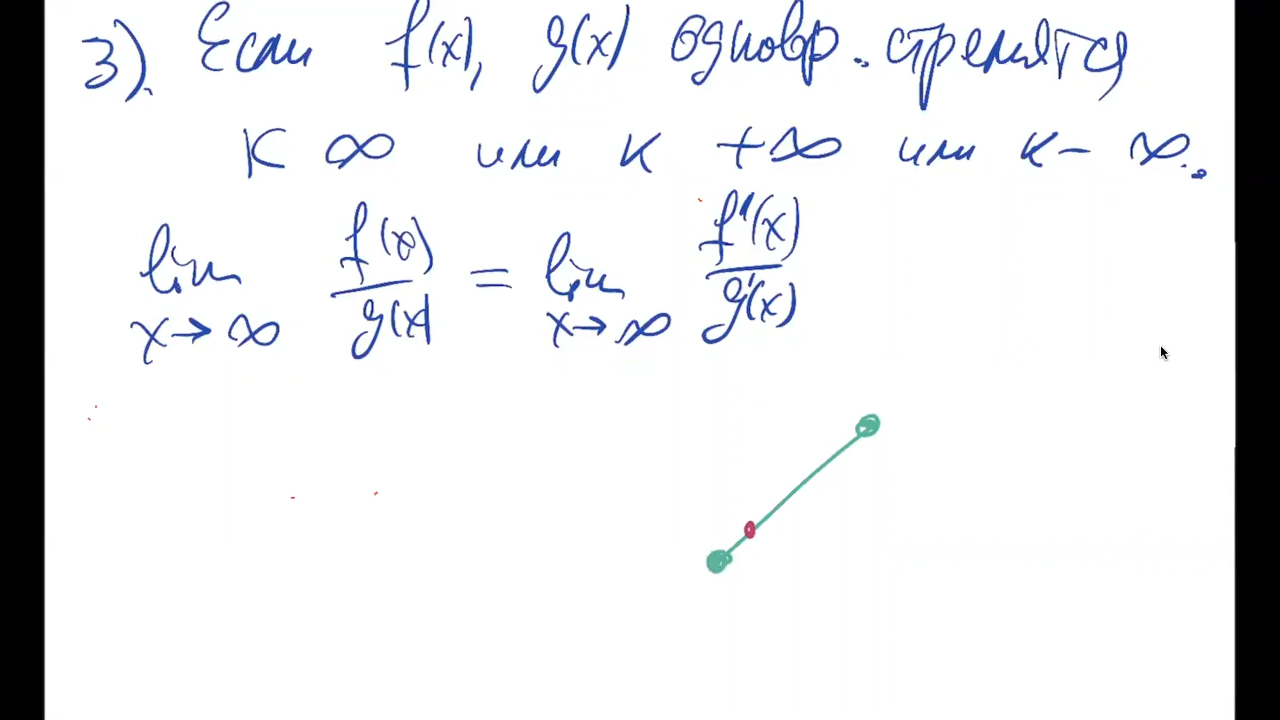 3). Если f(x), g(x) одновр. стремятся
к ∞ или к +∞ или к -∞.
lim x→∞ f(x)/g(x) = lim x→∞ f'(x)/g'(x)